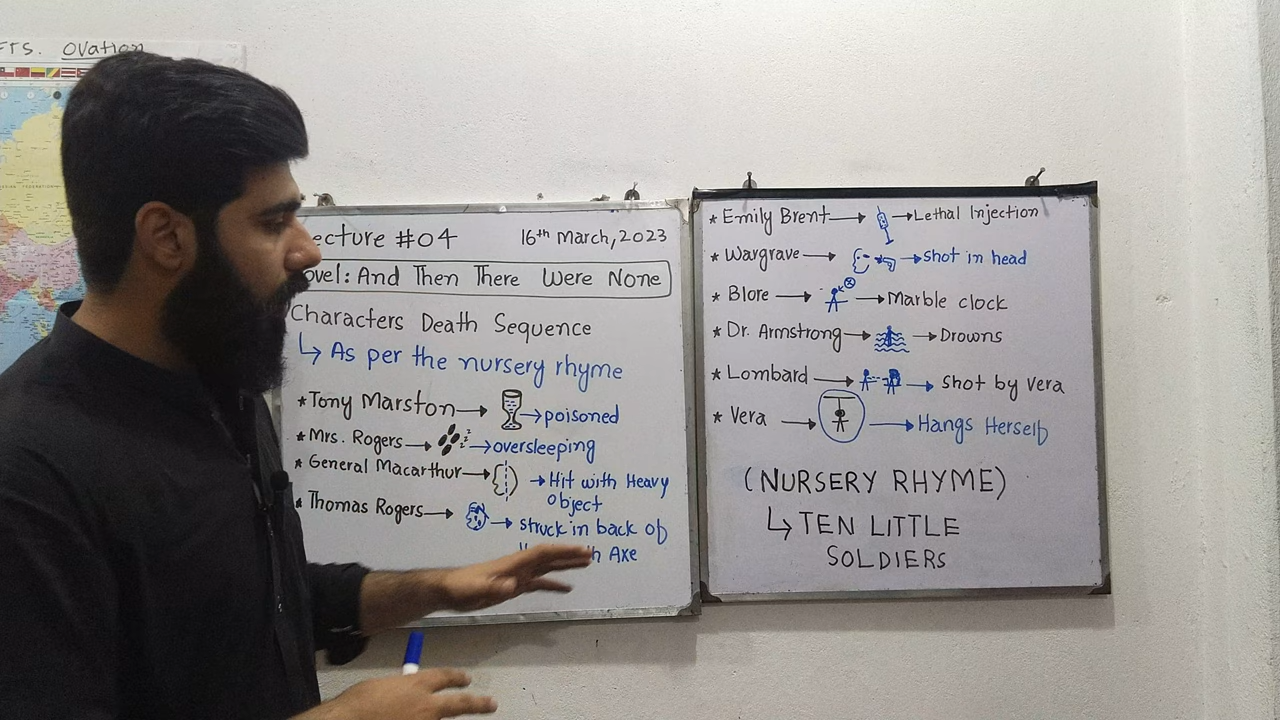 Ovation
ecture #04 16th March, 2023
ovel: And Then There Were None
Characters Death Sequence
↳ As per the nursery rhyme
* Tony Marston → → poisoned
* Mrs. Rogers → zzz → oversleeping
* General Macarthur → → Hit with Heavy
object
* Thomas Rogers → → struck in back of
Axe
* Emily Brent → → Lethal Injection
* Wargrave → → shot in head
* Blore → → Marble clock
* Dr. Armstrong → → Drowns
* Lombard → → shot by Vera
* Vera → → Hangs Herself
(NURSERY RHYME)
↳ TEN LITTLE
SOLDIERS